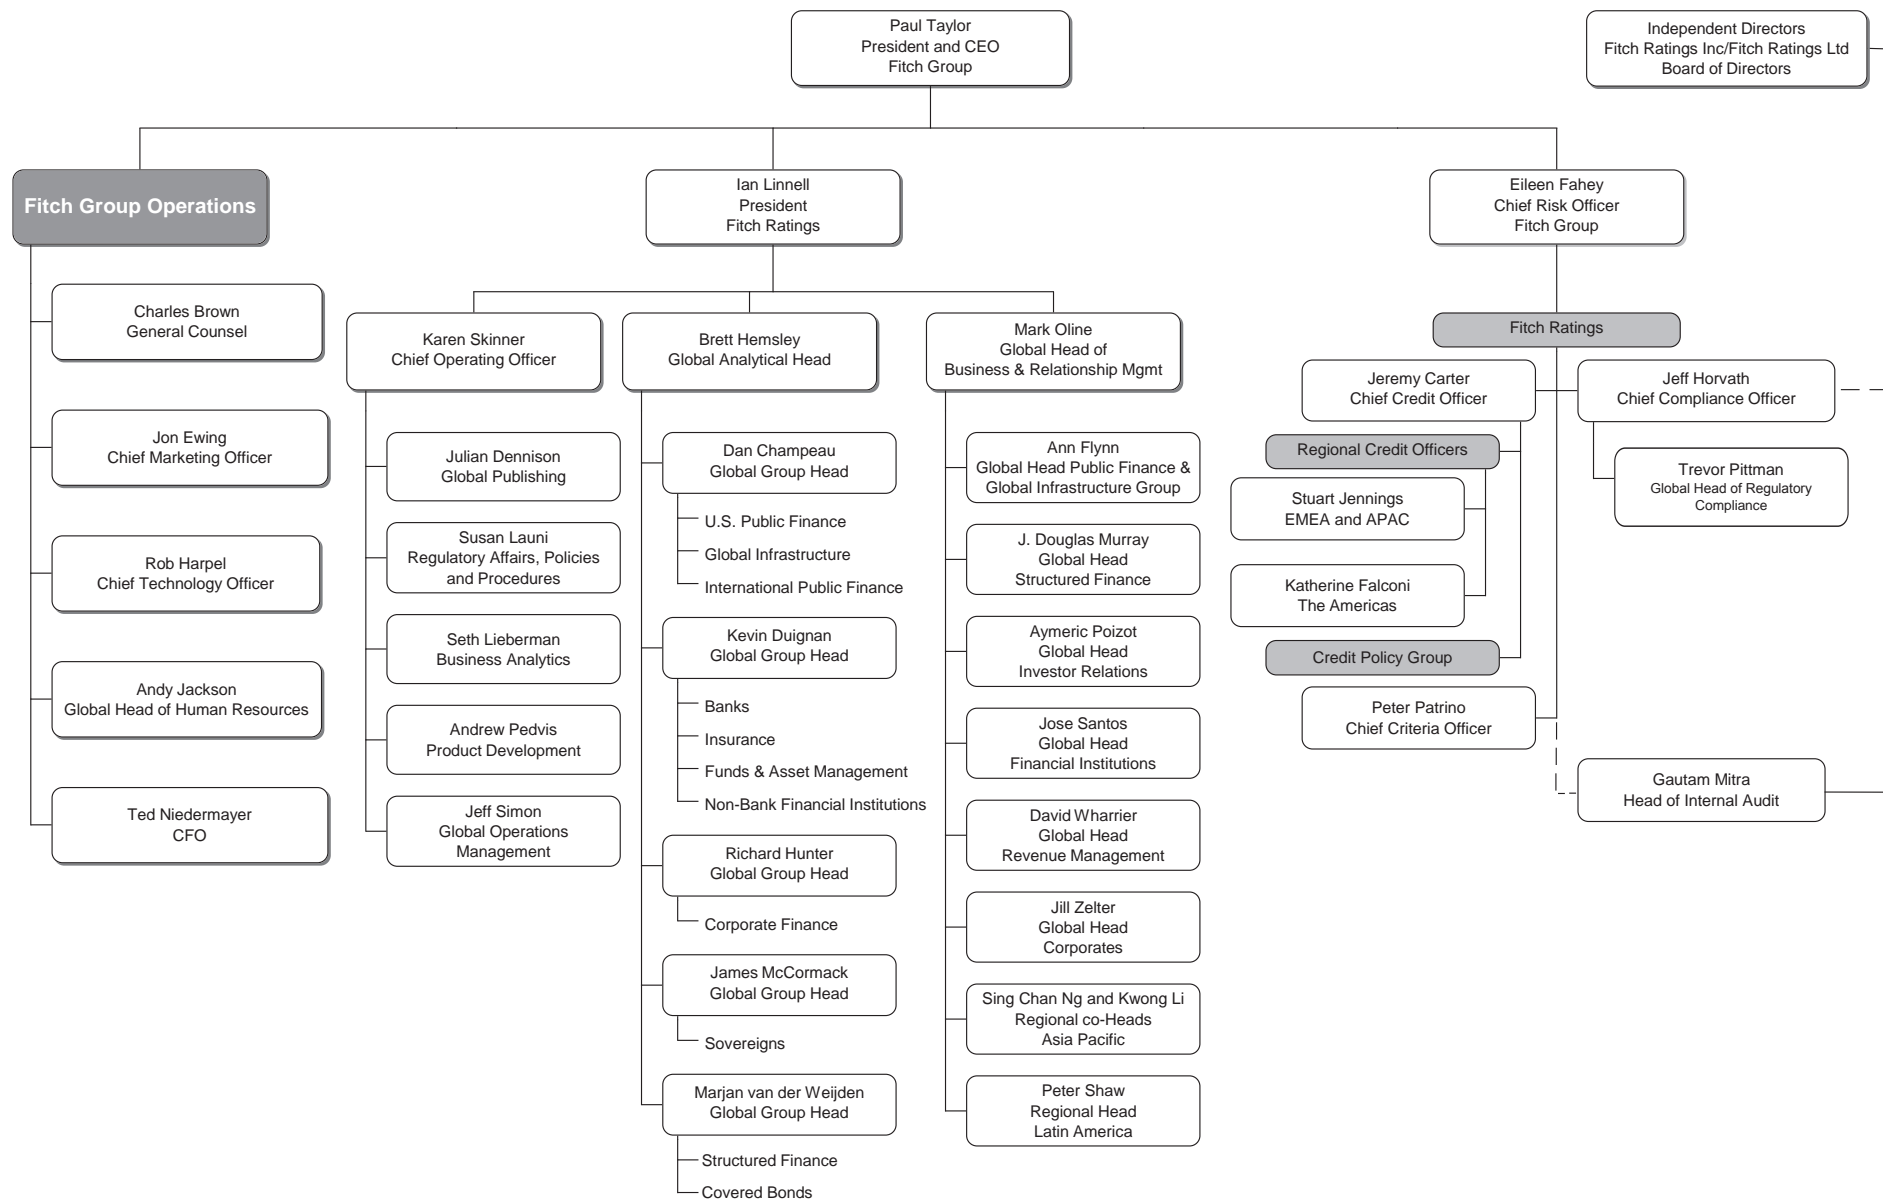 Paul Taylor
President and CEO
Fitch Group
Independent Directors
Fitch Ratings Inc/Fitch Ratings Ltd
Board of Directors
Fitch Group Operations
Charles Brown
General Counsel
Jon Ewing
Chief Marketing Officer
Rob Harpel
Chief Technology Officer
Andy Jackson
Global Head of Human Resources
Ted Niedermayer
CFO
Ian Linnell
President
Fitch Ratings
Karen Skinner
Chief Operating Officer
Julian Dennison
Global Publishing
Susan Launi
Regulatory Affairs, Policies
and Procedures
Seth Lieberman
Business Analytics
Andrew Pedvis
Product Development
Jeff Simon
Global Operations
Management
Brett Hemsley
Global Analytical Head
Dan Champeau
Global Group Head
U.S. Public Finance
Global Infrastructure
International Public Finance
Kevin Duignan
Global Group Head
Banks
Insurance
Funds & Asset Management
Non-Bank Financial Institutions
Richard Hunter
Global Group Head
Corporate Finance
James McCormack
Global Group Head
Sovereigns
Marjan van der Weijden
Global Group Head
Structured Finance
Covered Bonds
Mark Oline
Global Head of
Business & Relationship Mgmt
Ann Flynn
Global Head Public Finance &
Global Infrastructure Group
J. Douglas Murray
Global Head
Structured Finance
Aymeric Poizot
Global Head
Investor Relations
Jose Santos
Global Head
Financial Institutions
David Wharrier
Global Head
Revenue Management
Jill Zelter
Global Head
Corporates
Sing Chan Ng and Kwong Li
Regional co-Heads
Asia Pacific
Peter Shaw
Regional Head
Latin America
Eileen Fahey
Chief Risk Officer
Fitch Group
Fitch Ratings
Jeremy Carter
Chief Credit Officer
Regional Credit Officers
Stuart Jennings
EMEA and APAC
Katherine Falconi
The Americas
Credit Policy Group
Peter Patrino
Chief Criteria Officer
Jeff Horvath
Chief Compliance Officer
Trevor Pittman
Global Head of Regulatory
Compliance
Gautam Mitra
Head of Internal Audit